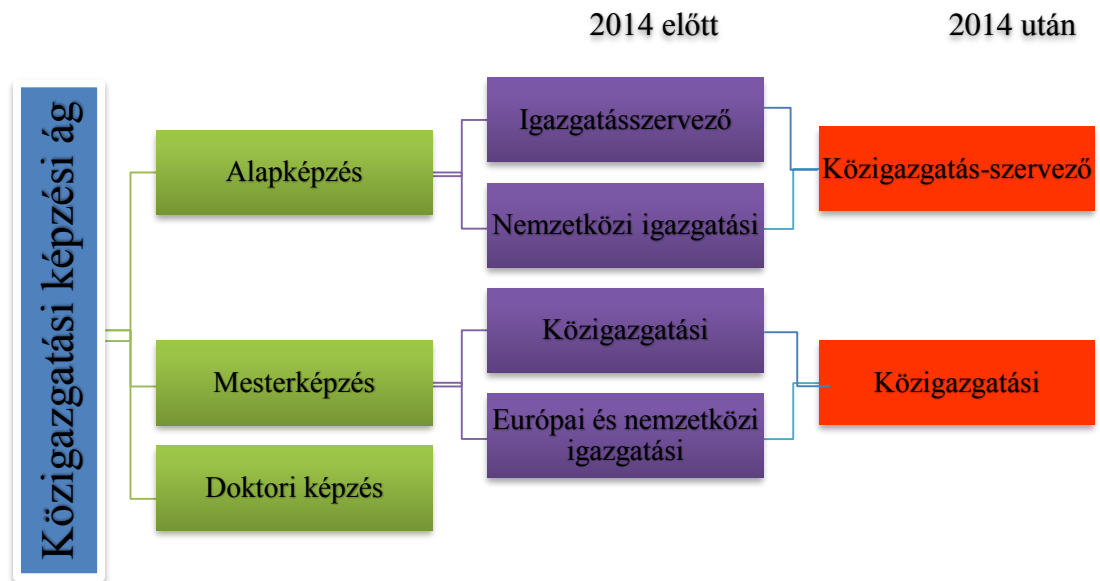 2014 előtt
2014 után
Közigazgatási képzési ág
Alapképzés
Igazgatásszervező
Nemzetközi igazgatási
Közigazgatás-szervező
Mesterképzés
Közigazgatási
Európai és nemzetközi
igazgatási
Közigazgatási
Doktori képzés